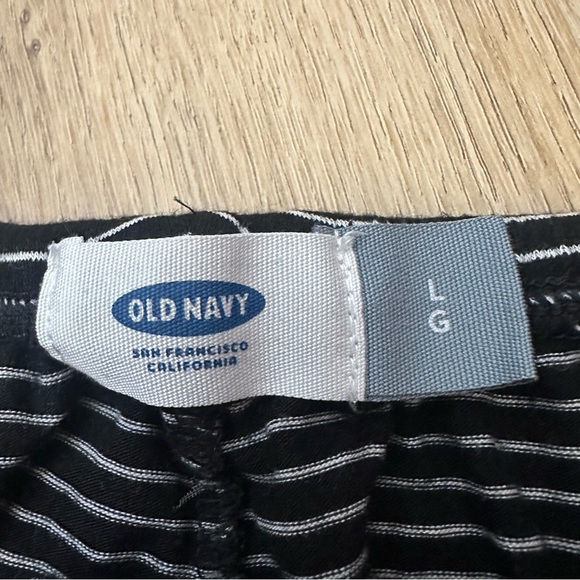 OLD NAVY
SAN FRANCISCO
CALIFORNIA
L
G